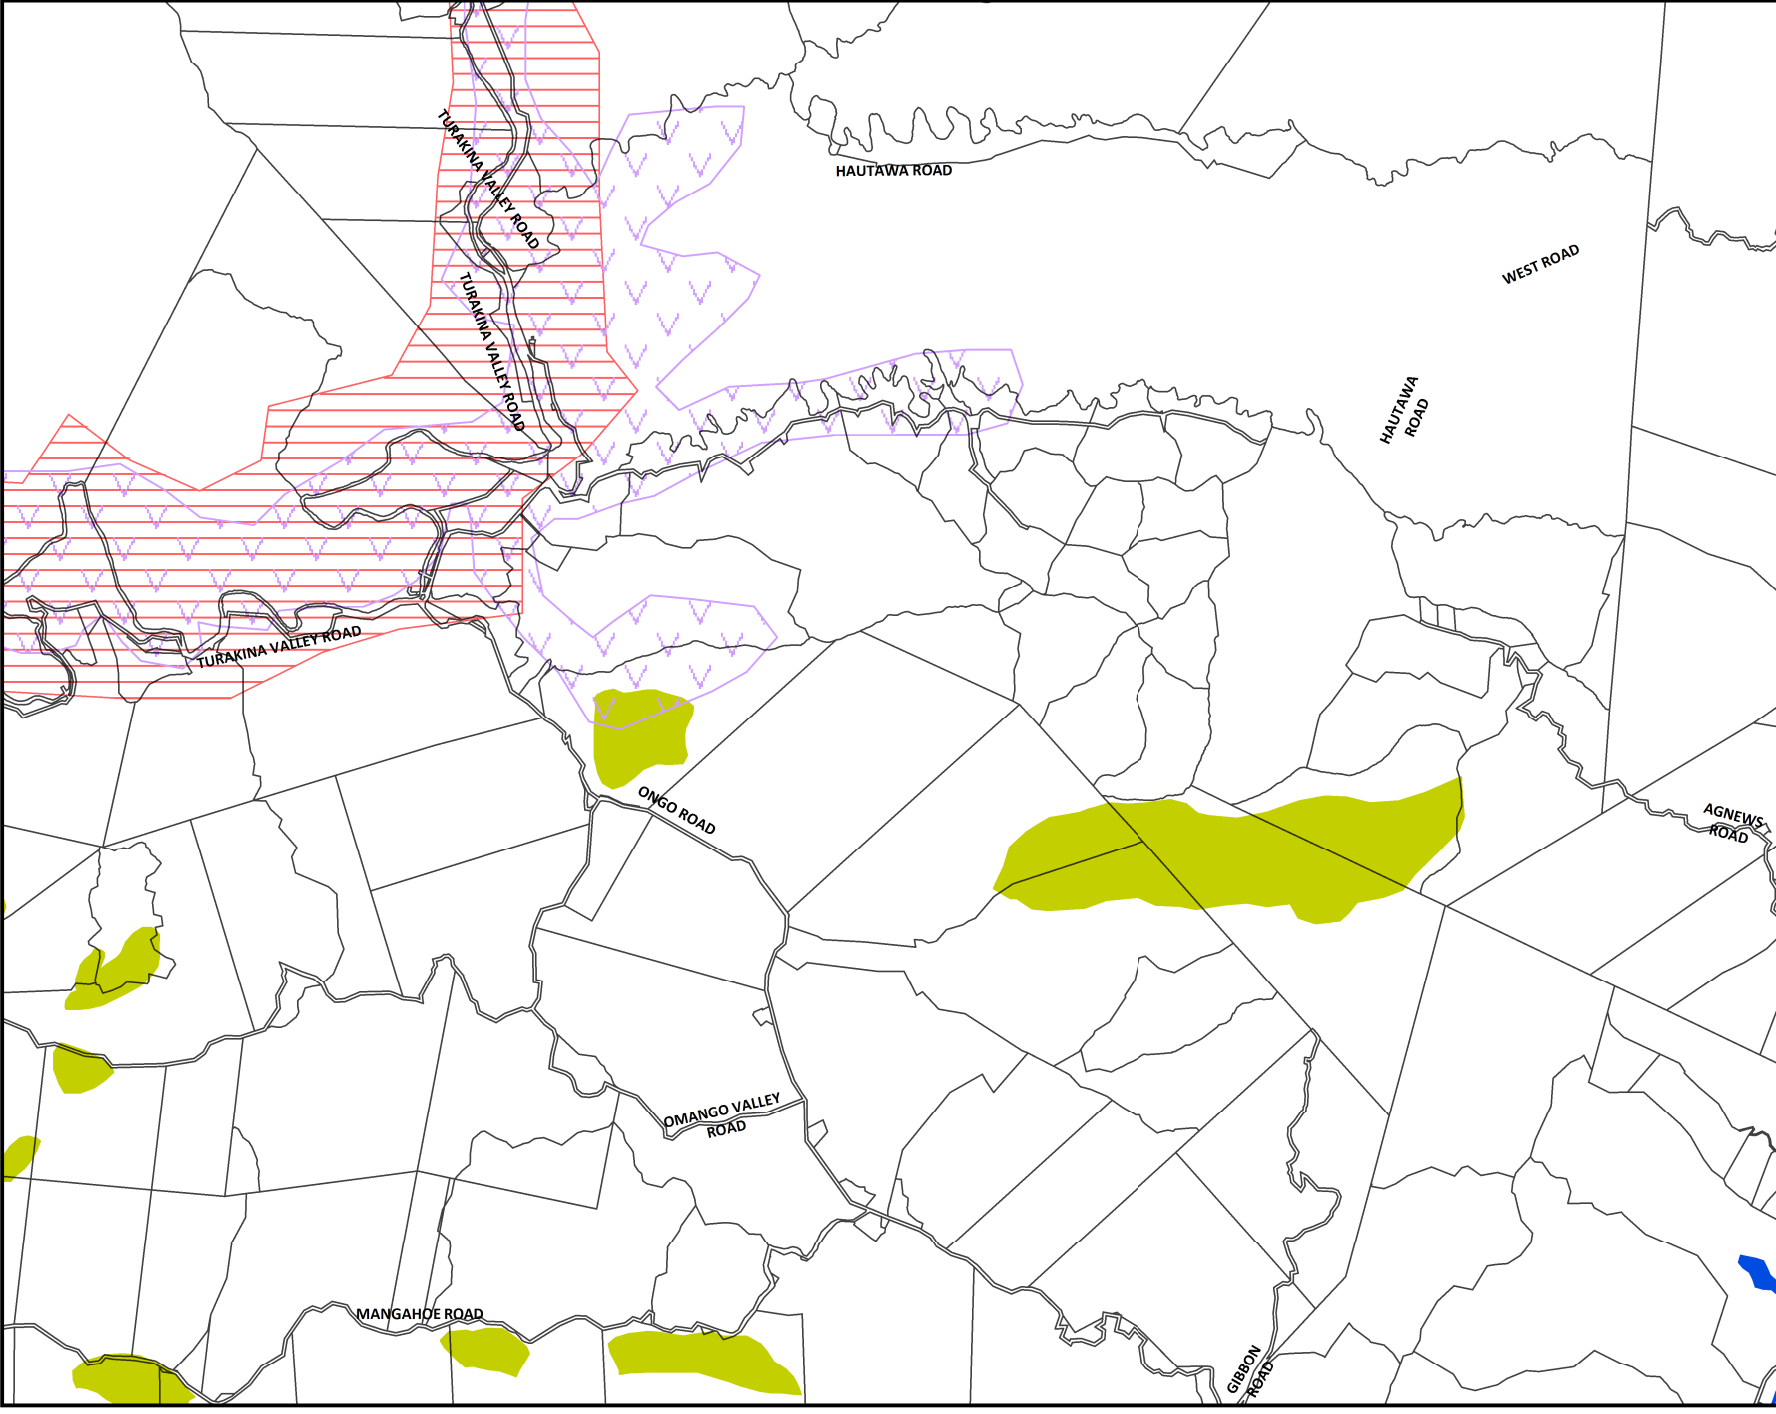 TURAKINA VALLEY ROAD
HAUTAWA ROAD
WEST ROAD
TURAKINA VALLEY ROAD
HAUTAWA
ROAD
TURAKINA VALLEY ROAD
ONGO ROAD
AGNEWS
ROAD
OMANGO VALLEY
ROAD
MANGAHOE ROAD
GIBBON
ROAD